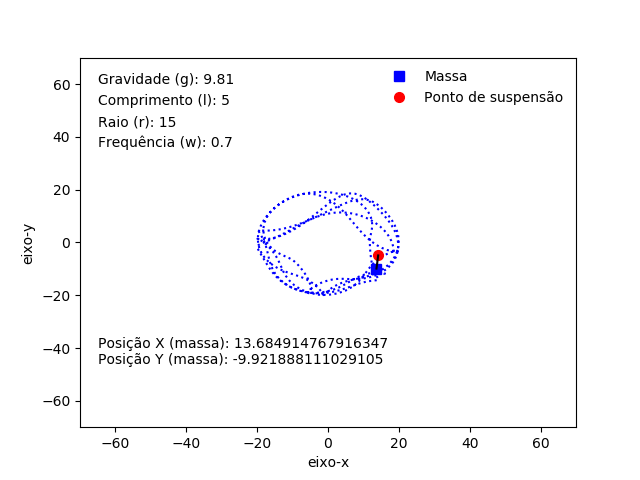 Gravidade (g): 9.81
Comprimento (l): 5
Raio (r): 15
Frequência (w): 0.7
Massa
Ponto de suspensão
60
40
20
0
−20
−40
−60
eixo-y
Posição X (massa): 13.684914767916347
Posição Y (massa): -9.921888111029105
−60
−40
−20
0
20
40
60
eixo-x